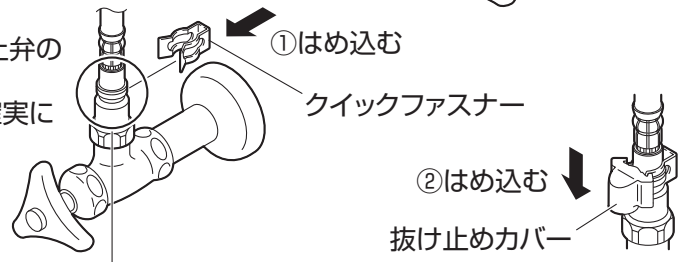 ①はめ込む
止弁の
クイックファスナー
実に
②はめ込む
抜け止めカバー